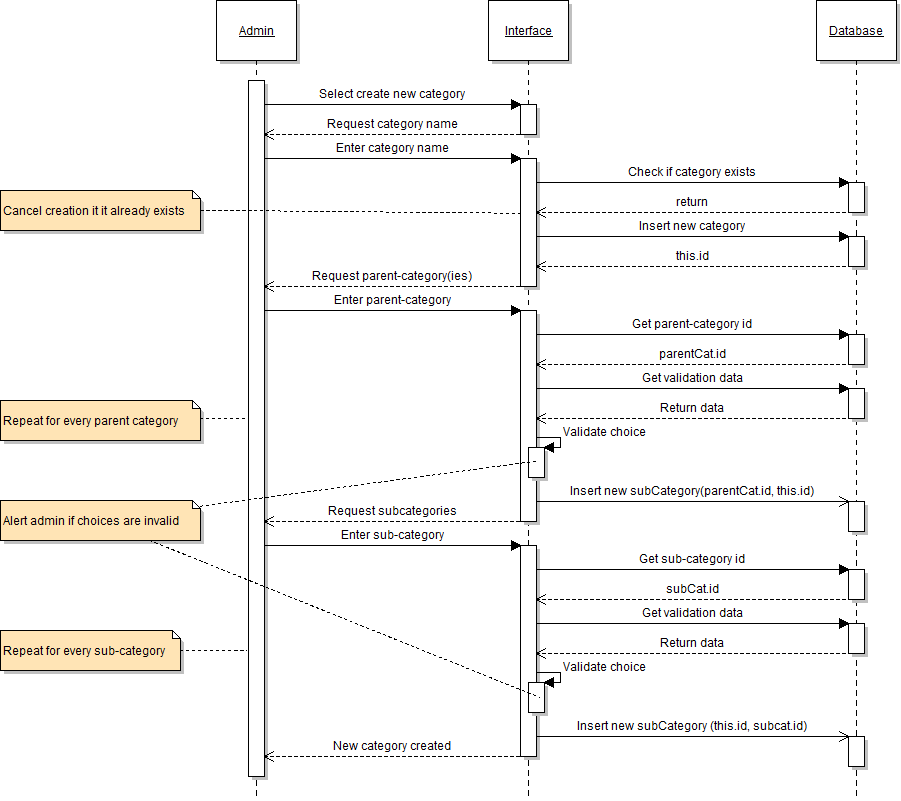 Admin
Interface
Database
Select create new category
Request category name
Enter category name
Check if category exists
Cancel creation it it already exists
return
Insert new category
this.id
Request parent-category(ies)
Enter parent-category
Get parent-category id
parentCat.id
Get validation data
Return data
Repeat for every parent category
Validate choice
Insert new subCategory(parentCat.id, this.id)
Request subcategories
Alert admin if choices are invalid
Enter sub-category
Get sub-category id
subCat.id
Get validation data
Return data
Repeat for every sub-category
Validate choice
Insert new subCategory (this.id, subcat.id)
New category created